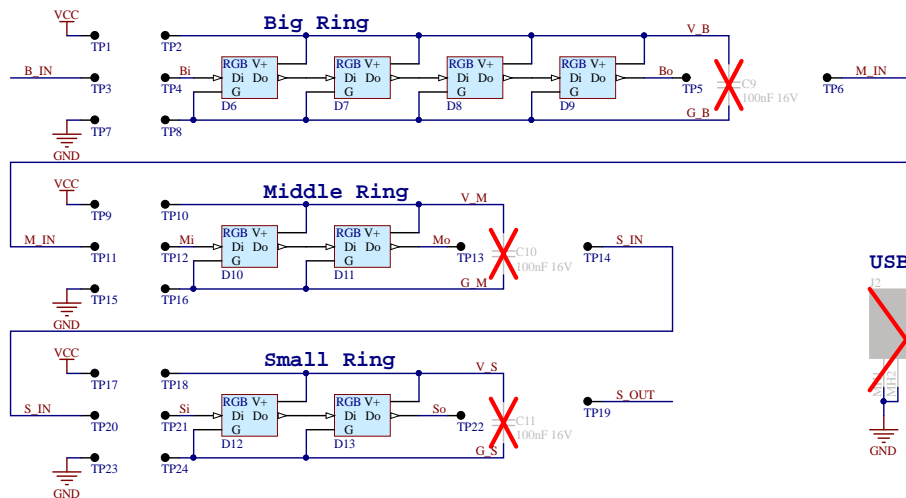 Big Ring
VCC
V_B
TP1
TP2
RGB V+
RGB V+
RGB V+
RGB V+
B_IN
Bi
Di Do
Di Do
Di Do
Di Do
Bo
C9
M_IN
TP3
TP4
G
G
G
G
TP5
100nF 16V
TP6
D6
D7
D8
D9
G_B
TP7
TP8
GND
VCC
Middle Ring
V_M
TP9
TP10
RGB V+
RGB V+
M_IN
Mi
Di Do
Di Do
Mo
C10
S_IN
TP11
TP12
G
G
TP13
100nF 16V
TP14
USB
D10
D11
G_M
J2
TP15
TP16
GND
VCC
Small Ring
V_S
TP17
TP18
MH2
RGB V+
RGB V+
S_IN
Si
Di Do
Di Do
So
C11
S_OUT
TP20
TP21
G
G
TP22
100nF 16V
TP19
D12
D13
G_S
GND
TP23
TP24
GND